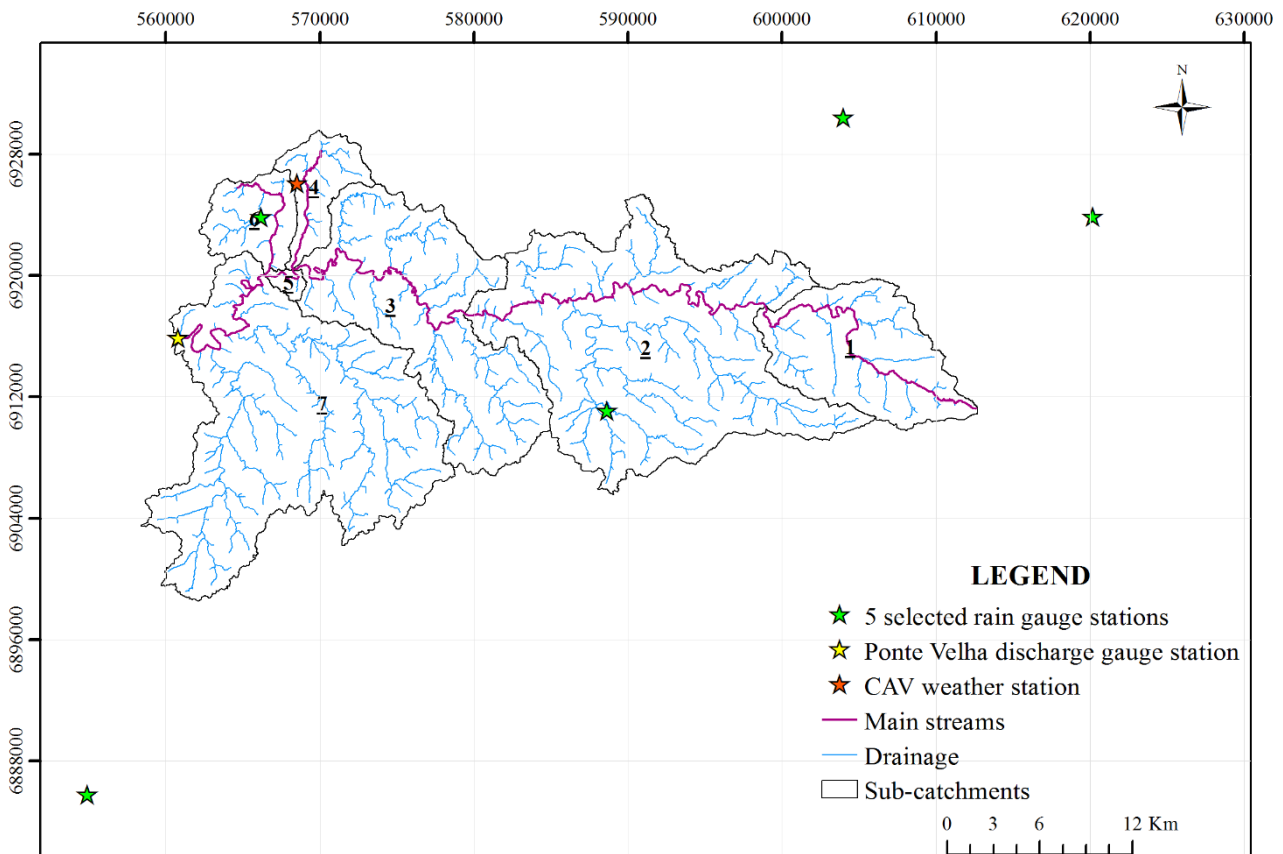 560000 570000 580000 590000 600000 610000 620000 630000
N
6928000
4
6
6920000
5
3
2
1
6912000
7
6904000
LEGEND
5 selected rain gauge stations
6896000
Ponte Velha discharge gauge station
CAV weather station
Main streams
6888000
Drainage
Sub-catchments
0 3 6 12 Km